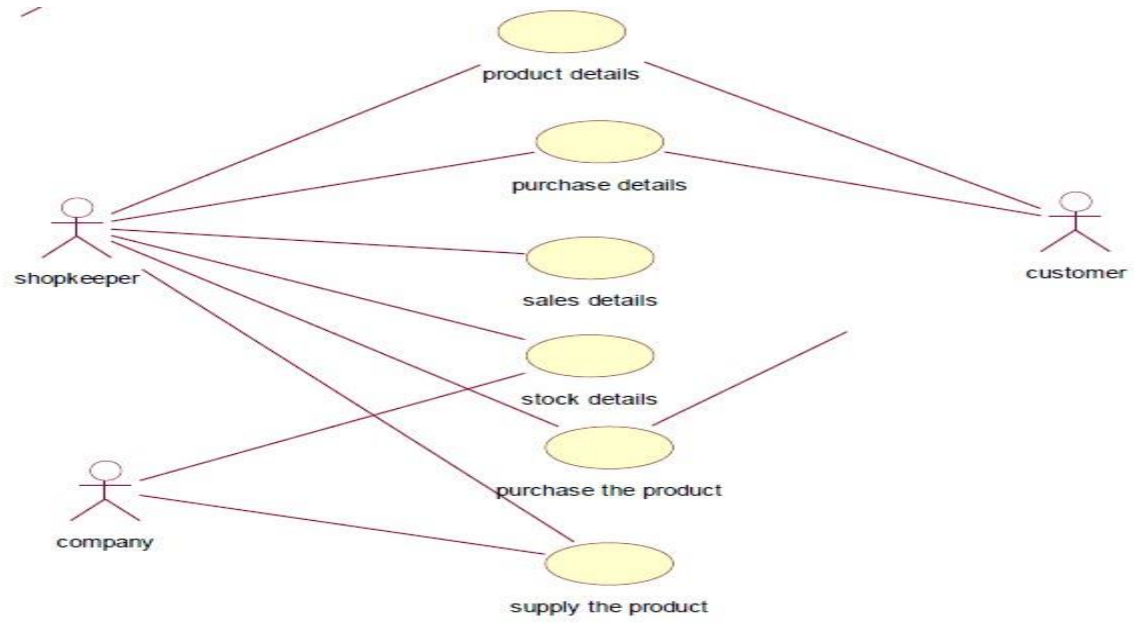 product details
purchase details
shopkeeper
customer
sales details
stock details
purchase the product
company
supply the product